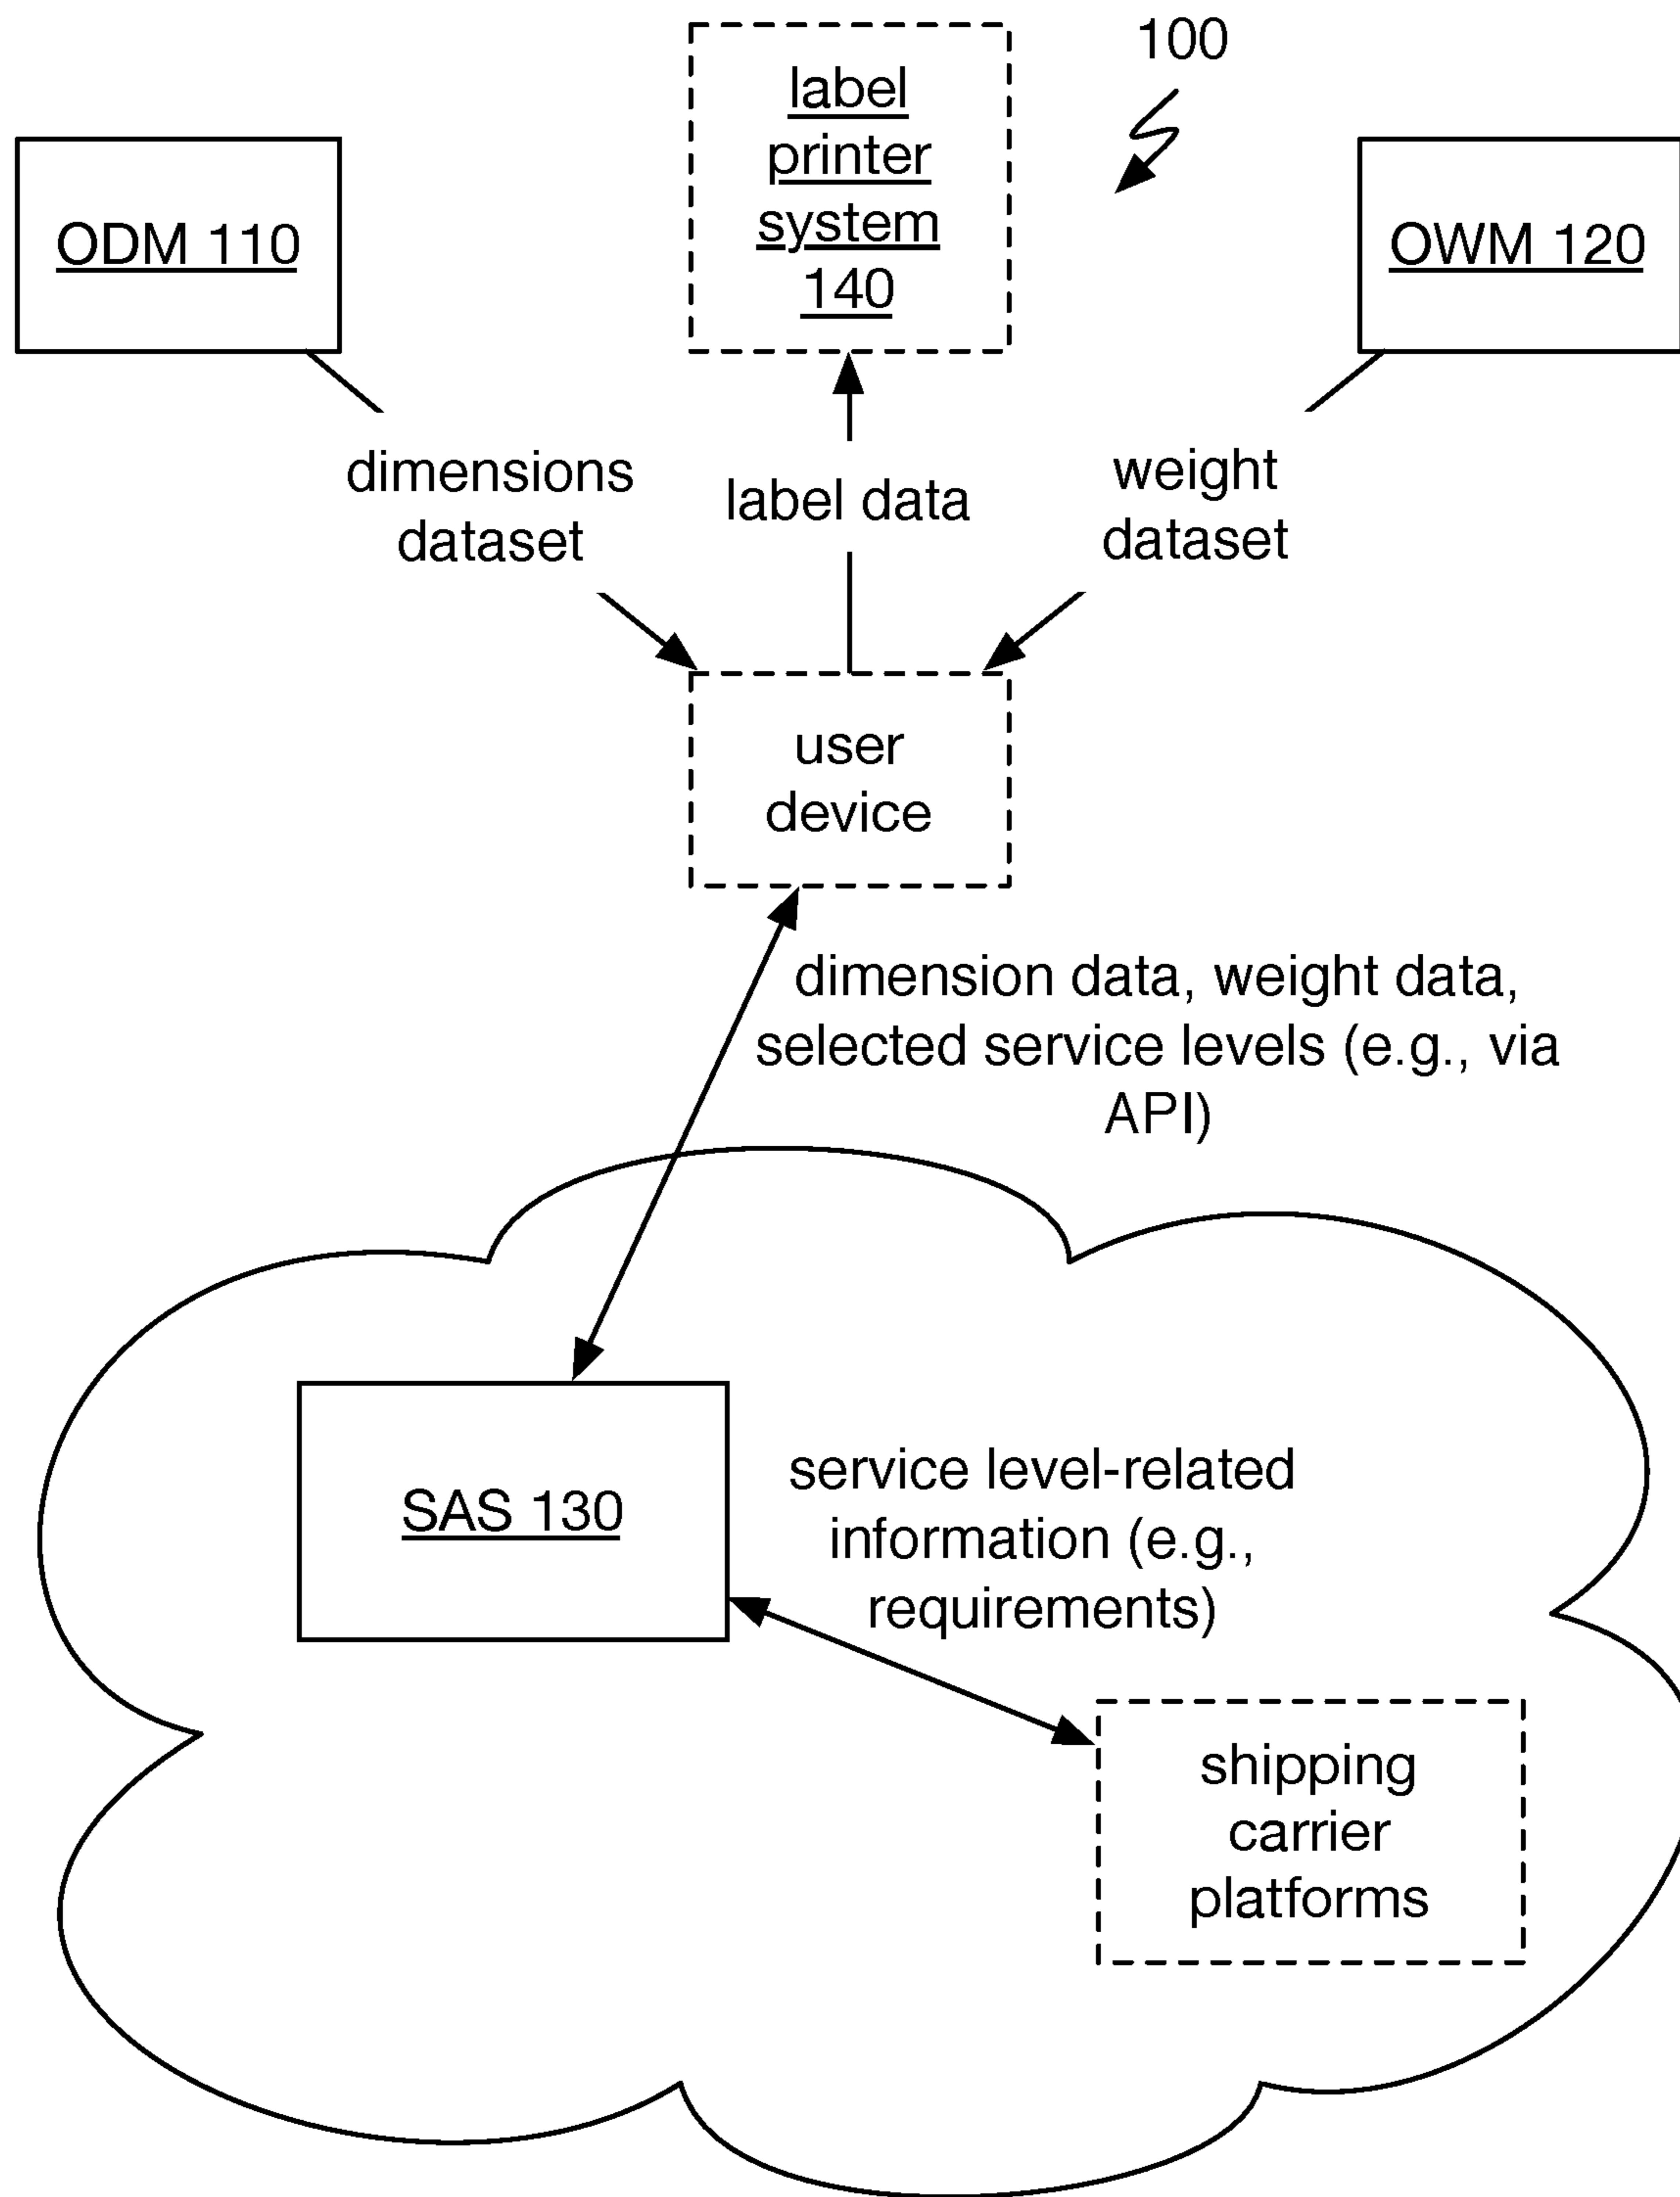 100
label
printer
system
140
ODM 110
OWM 120
dimensions
dataset
label data
weight
dataset
user
device
dimension data, weight data,
selected service levels (e.g., via
API)
SAS 130
service level-related
information (e.g.,
requirements)
shipping
carrier
platforms